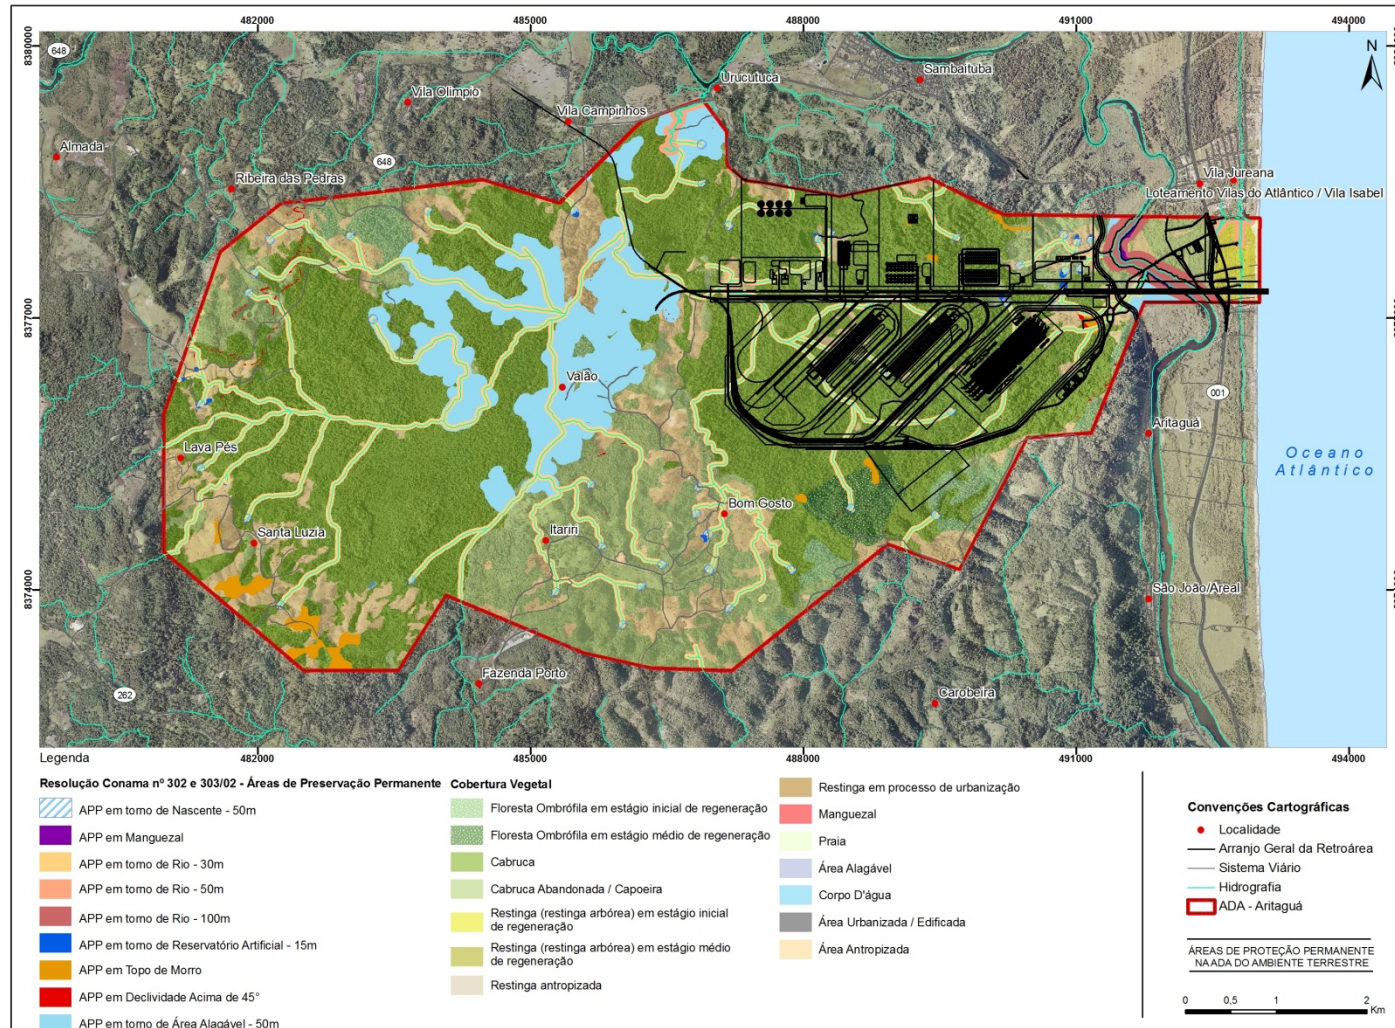 482000
485000
488000
491000
494000
8380000
N
648
Urucutuca
Sambaituba
Vila Olimpio
Vila Campinhos
Almada
648
Ribeira das Pedras
Vila Jureana
Loteamento Vilas do Atlântico / Vila Isabel
8377000
Valão
001
Aritaguá
Lava Pés
Oceano
Atlântico
Bom Gosto
Santa Luzia
Itariri
8374000
São João/Areal
Fazenda Porto
262
Carobeira
482000
485000
488000
491000
494000
Legenda
Resolução Conama nº 302 e 303/02 - Áreas de Preservação Permanente
APP em torno de Nascente - 50m
APP em Manguezal
APP em torno de Rio - 30m
APP em torno de Rio - 50m
APP em torno de Rio - 100m
APP em torno de Reservatório Artificial - 15m
APP em Topo de Morro
APP em Declividade Acima de 45°
APP em torno de Área Alagável - 50m
Cobertura Vegetal
Floresta Ombrófila em estágio inicial de regeneração
Floresta Ombrófila em estágio médio de regeneração
Cabruca
Cabruca Abandonada / Capoeira
Restinga (restinga arbórea) em estágio inicial
de regeneração
Restinga (restinga arbórea) em estágio médio
de regeneração
Restinga antropizada
Restinga em processo de urbanização
Manguezal
Praia
Área Alagável
Corpo D'água
Área Urbanizada / Edificada
Área Antropizada
Convenções Cartográficas
Localidade
Arranjo Geral da Retroárea
Sistema Viário
Hidrografia
ADA - Aritaguá
ÁREAS DE PROTEÇÃO PERMANENTE
NA ADA DO AMBIENTE TERRESTRE
0 0,5 1 2
Km